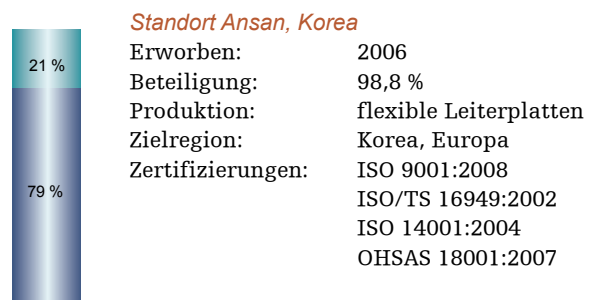 Standort Ansan, Korea
Erworben: 2006
Beteiligung: 98,8 %
Produktion: flexible Leiterplatten
Zielregion: Korea, Europa
Zertifizierungen: ISO 9001:2008
ISO/TS 16949:2002
ISO 14001:2004
OHSAS 18001:2007
21 %
79 %